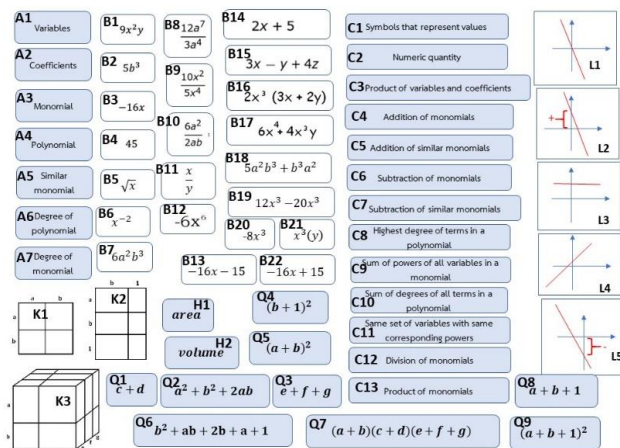 A1 Variables
A2 Coefficients
A3 Monomial
A4 Polynomial
A5 Similar monomial
A6 Degree of polynomial
A7 Degree of monomial
B1 9x²y
B2 5b³
B3 −16x
B4 45
B5 √x
B6 x⁻²
B7 6a²b³
B8 12a⁷/3a⁴
B9 10x²/5x⁴
B10 6a²/2ab
B11 x/y
B12 -6x⁶
B13 −16x − 15
B14 2x + 5
B15 3x − y + 4z
B16 2x³ (3x + 2y)
B17 6x⁴ + 4x³y
B18 5a²b³ + b³a²
B19 12x³ − 20x³
B20 -8x³
B21 x³(y)
B22 −16x + 15
C1 Symbols that represent values
C2 Numeric quantity
C3 Product of variables and coefficients
C4 Addition of monomials
C5 Addition of similar monomials
C6 Subtraction of monomials
C7 Subtraction of similar monomials
C8 Highest degree of terms in a polynomial
C9 Sum of powers of all variables in a monomial
C10 Sum of degrees of all terms in a polynomial
C11 Same set of variables with same corresponding powers
C12 Division of monomials
C13 Product of monomials
L1
+
L2
L3
L4
-
L5
a b
K1
a
b
b 1
K2
a
b
1
K3
a
b
H1 area
H2 volume
Q1 c + d
Q2 a² + b² + 2ab
Q3 e + f + g
Q4 (b + 1)²
Q5 (a + b)²
Q6 b² + ab + 2b + a + 1
Q7 (a + b)(c + d)(e + f + g)
Q8 a + b + 1
Q9 (a + b + 1)²